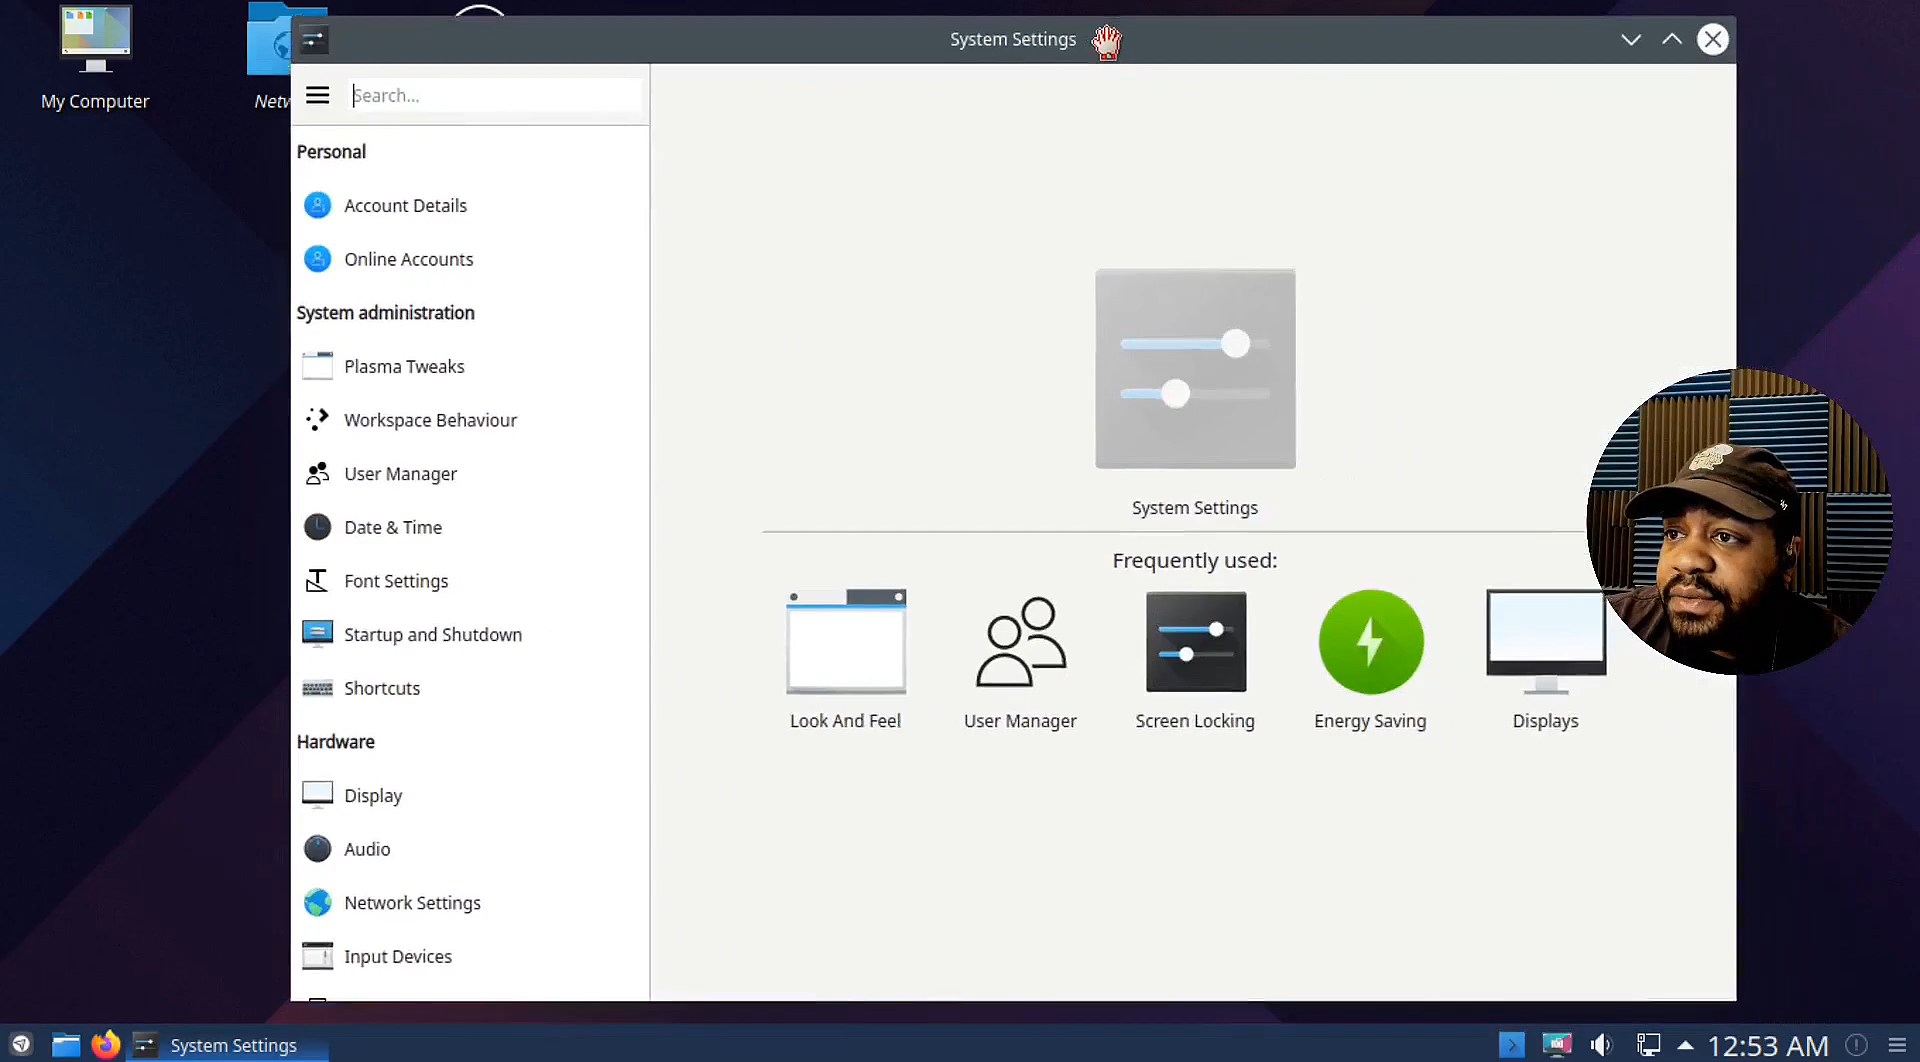 System Settings
My Computer
Netw
Search...
Personal
Account Details
Online Accounts
System administration
Plasma Tweaks
Workspace Behaviour
User Manager
Date & Time
Font Settings
Startup and Shutdown
Shortcuts
Hardware
Display
Audio
Network Settings
Input Devices
System Settings
Frequently used:
Look And Feel
User Manager
Screen Locking
Energy Saving
Displays
System Settings
12:53 AM